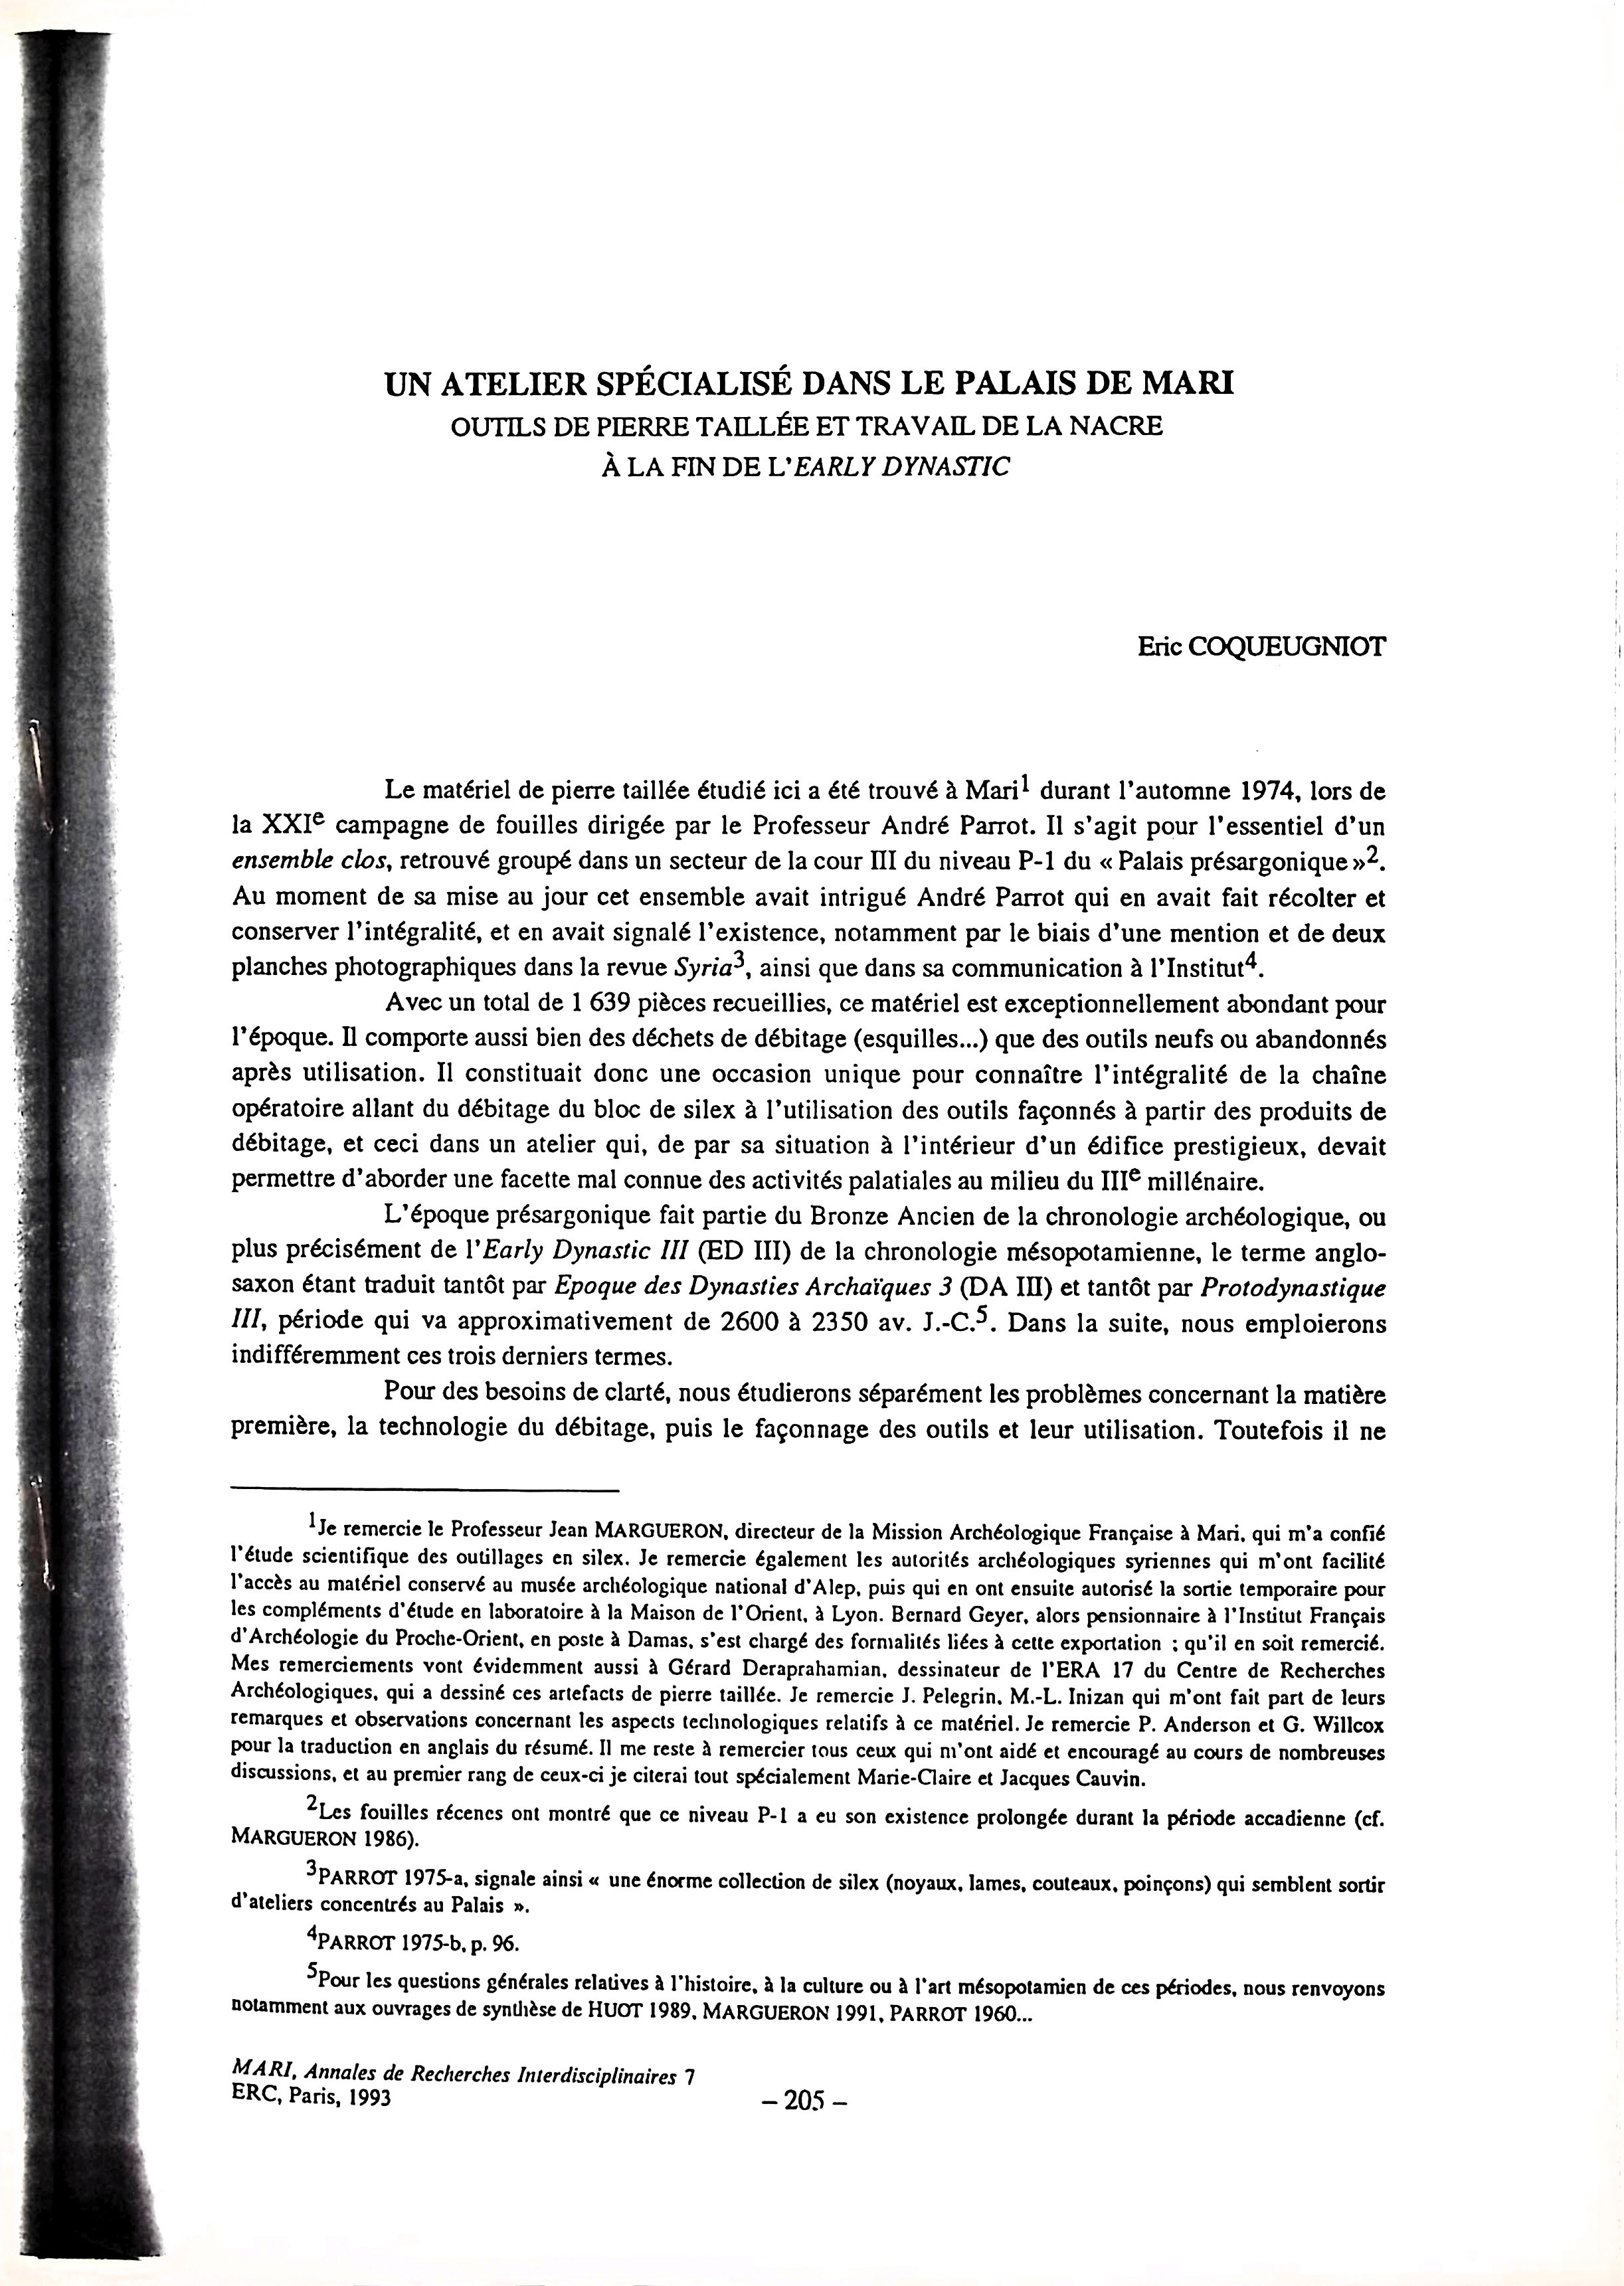 UN ATELIER SPÉCIALISÉ DANS LE PALAIS DE MARI
OUTILS DE PIERRE TAILLÉE ET TRAVAIL DE LA NACRE
À LA FIN DE L'EARLY DYNASTIC
Eric COQUEUGNIOT
Le matériel de pierre taillée étudié ici a été trouvé à Mari1 durant l'automne 1974, lors de
la XXIe campagne de fouilles dirigée par le Professeur André Parrot. Il s'agit pour l'essentiel d'un
ensemble clos, retrouvé groupé dans un secteur de la cour III du niveau P-1 du « Palais présargonique »2.
Au moment de sa mise au jour cet ensemble avait intrigué André Parrot qui en avait fait récolter et
conserver l'intégralité, et en avait signalé l'existence, notamment par le biais d'une mention et de deux
planches photographiques dans la revue Syria3, ainsi que dans sa communication à l'Institut4.
Avec un total de 1 639 pièces recueillies, ce matériel est exceptionnellement abondant pour
l'époque. Il comporte aussi bien des déchets de débitage (esquilles...) que des outils neufs ou abandonnés
après utilisation. Il constituait donc une occasion unique pour connaître l'intégralité de la chaîne
opératoire allant du débitage du bloc de silex à l'utilisation des outils façonnés à partir des produits de
débitage, et ceci dans un atelier qui, de par sa situation à l'intérieur d'un édifice prestigieux, devait
permettre d'aborder une facette mal connue des activités palatiales au milieu du IIIe millénaire.
L'époque présargonique fait partie du Bronze Ancien de la chronologie archéologique, ou
plus précisément de l'Early Dynastic III (ED III) de la chronologie mésopotamienne, le terme anglo-
saxon étant traduit tantôt par Epoque des Dynasties Archaïques 3 (DA III) et tantôt par Protodynastique
III, période qui va approximativement de 2600 à 2350 av. J.-C.5. Dans la suite, nous emploierons
indifféremment ces trois derniers termes.
Pour des besoins de clarté, nous étudierons séparément les problèmes concernant la matière
première, la technologie du débitage, puis le façonnage des outils et leur utilisation. Toutefois il ne
1Je remercie le Professeur Jean MARGUERON, directeur de la Mission Archéologique Française à Mari, qui m'a confié
l'étude scientifique des outillages en silex. Je remercie également les autorités archéologiques syriennes qui m'ont facilité
l'accès au matériel conservé au musée archéologique national d'Alep, puis qui en ont ensuite autorisé la sortie temporaire pour
les compléments d'étude en laboratoire à la Maison de l'Orient, à Lyon. Bernard Geyer, alors pensionnaire à l'Institut Français
d'Archéologie du Proche-Orient, en poste à Damas, s'est chargé des formalités liées à cette exportation ; qu'il en soit remercié.
Mes remerciements vont évidemment aussi à Gérard Deraprahamian, dessinateur de l'ERA 17 du Centre de Recherches
Archéologiques, qui a dessiné ces artefacts de pierre taillée. Je remercie J. Pelegrin, M.-L. Inizan qui m'ont fait part de leurs
remarques et observations concernant les aspects technologiques relatifs à ce matériel. Je remercie P. Anderson et G. Willcox
pour la traduction en anglais du résumé. Il me reste à remercier tous ceux qui m'ont aidé et encouragé au cours de nombreuses
discussions, et au premier rang de ceux-ci je citerai tout spécialement Marie-Claire et Jacques Cauvin.
2Les fouilles récenes ont montré que ce niveau P-1 a eu son existence prolongée durant la période accadienne (cf.
MARGUERON 1986).
3PARROT 1975-a, signale ainsi « une énorme collection de silex (noyaux, lames, couteaux, poinçons) qui semblent sortir
d'ateliers concentrés au Palais ».
4PARROT 1975-b, p. 96.
5Pour les questions générales relatives à l'histoire, à la culture ou à l'art mésopotamien de ces périodes, nous renvoyons
notamment aux ouvrages de synthèse de HUOT 1989, MARGUERON 1991, PARROT 1960...
MARI, Annales de Recherches Interdisciplinaires 7
ERC, Paris, 1993
– 205 –